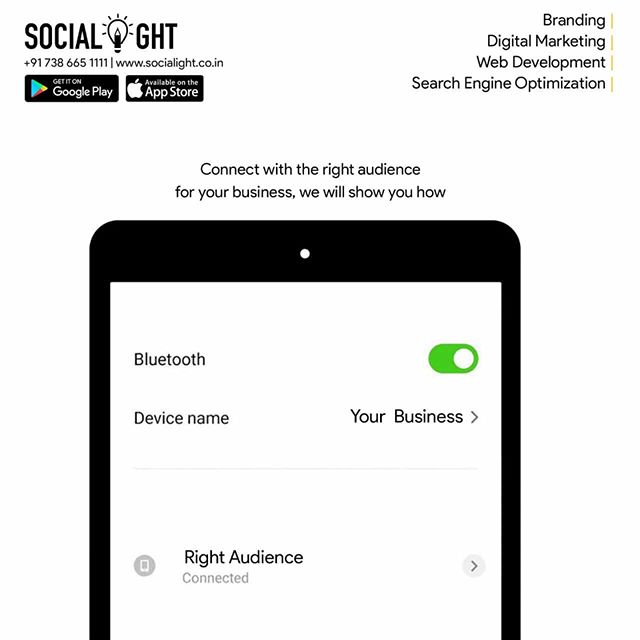 SOCIALIGHT
+91 738 665 1111 | www.socialight.co.in
GET IT ON
Google Play
Available on the
App Store
Branding |
Digital Marketing |
Web Development |
Search Engine Optimization |
Connect with the right audience
for your business, we will show you how
Bluetooth
Device name Your Business >
Right Audience >
Connected